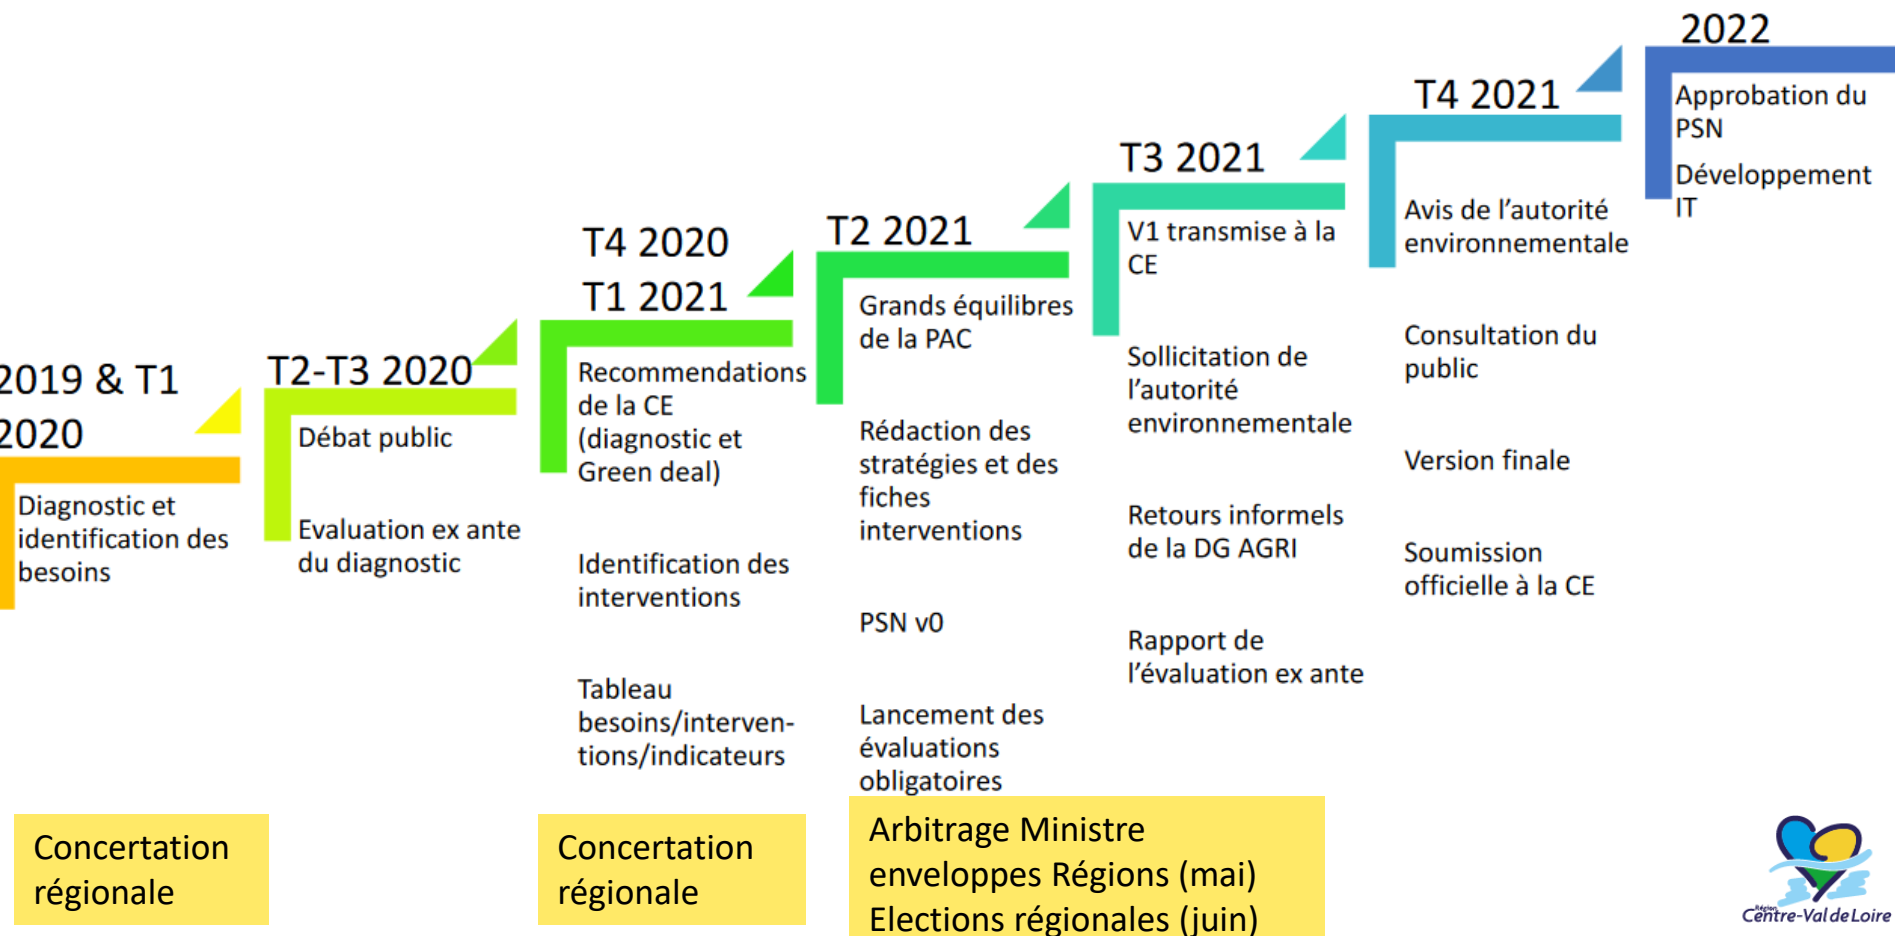 2019 & T1
2020
Diagnostic et
identification des
besoins
T2-T3 2020
Débat public
Evaluation ex ante
du diagnostic
T4 2020
T1 2021
Recommendations
de la CE
(diagnostic et
Green deal)
Identification des
interventions
Tableau
besoins/interven-
tions/indicateurs
T2 2021
Grands équilibres
de la PAC
Rédaction des
stratégies et des
fiches
interventions
PSN v0
Lancement des
évaluations
obligatoires
T3 2021
V1 transmise à la
CE
Sollicitation de
l'autorité
environnementale
Retours informels
de la DG AGRI
Rapport de
l'évaluation ex ante
T4 2021
Avis de l'autorité
environnementale
Consultation du
public
Version finale
Soumission
officielle à la CE
2022
Approbation du
PSN
Développement
IT
Concertation
régionale
Concertation
régionale
Arbitrage Ministre
enveloppes Régions (mai)
Elections régionales (juin)
Région
Centre-Val de Loire